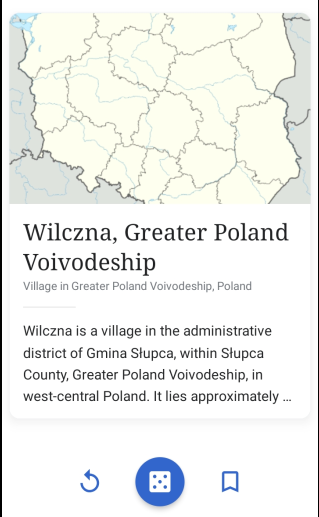 Wilczna, Greater Poland
Voivodeship
Village in Greater Poland Voivodeship, Poland
Wilczna is a village in the administrative
district of Gmina Słupca, within Słupca
County, Greater Poland Voivodeship, in
west-central Poland. It lies approximately ...